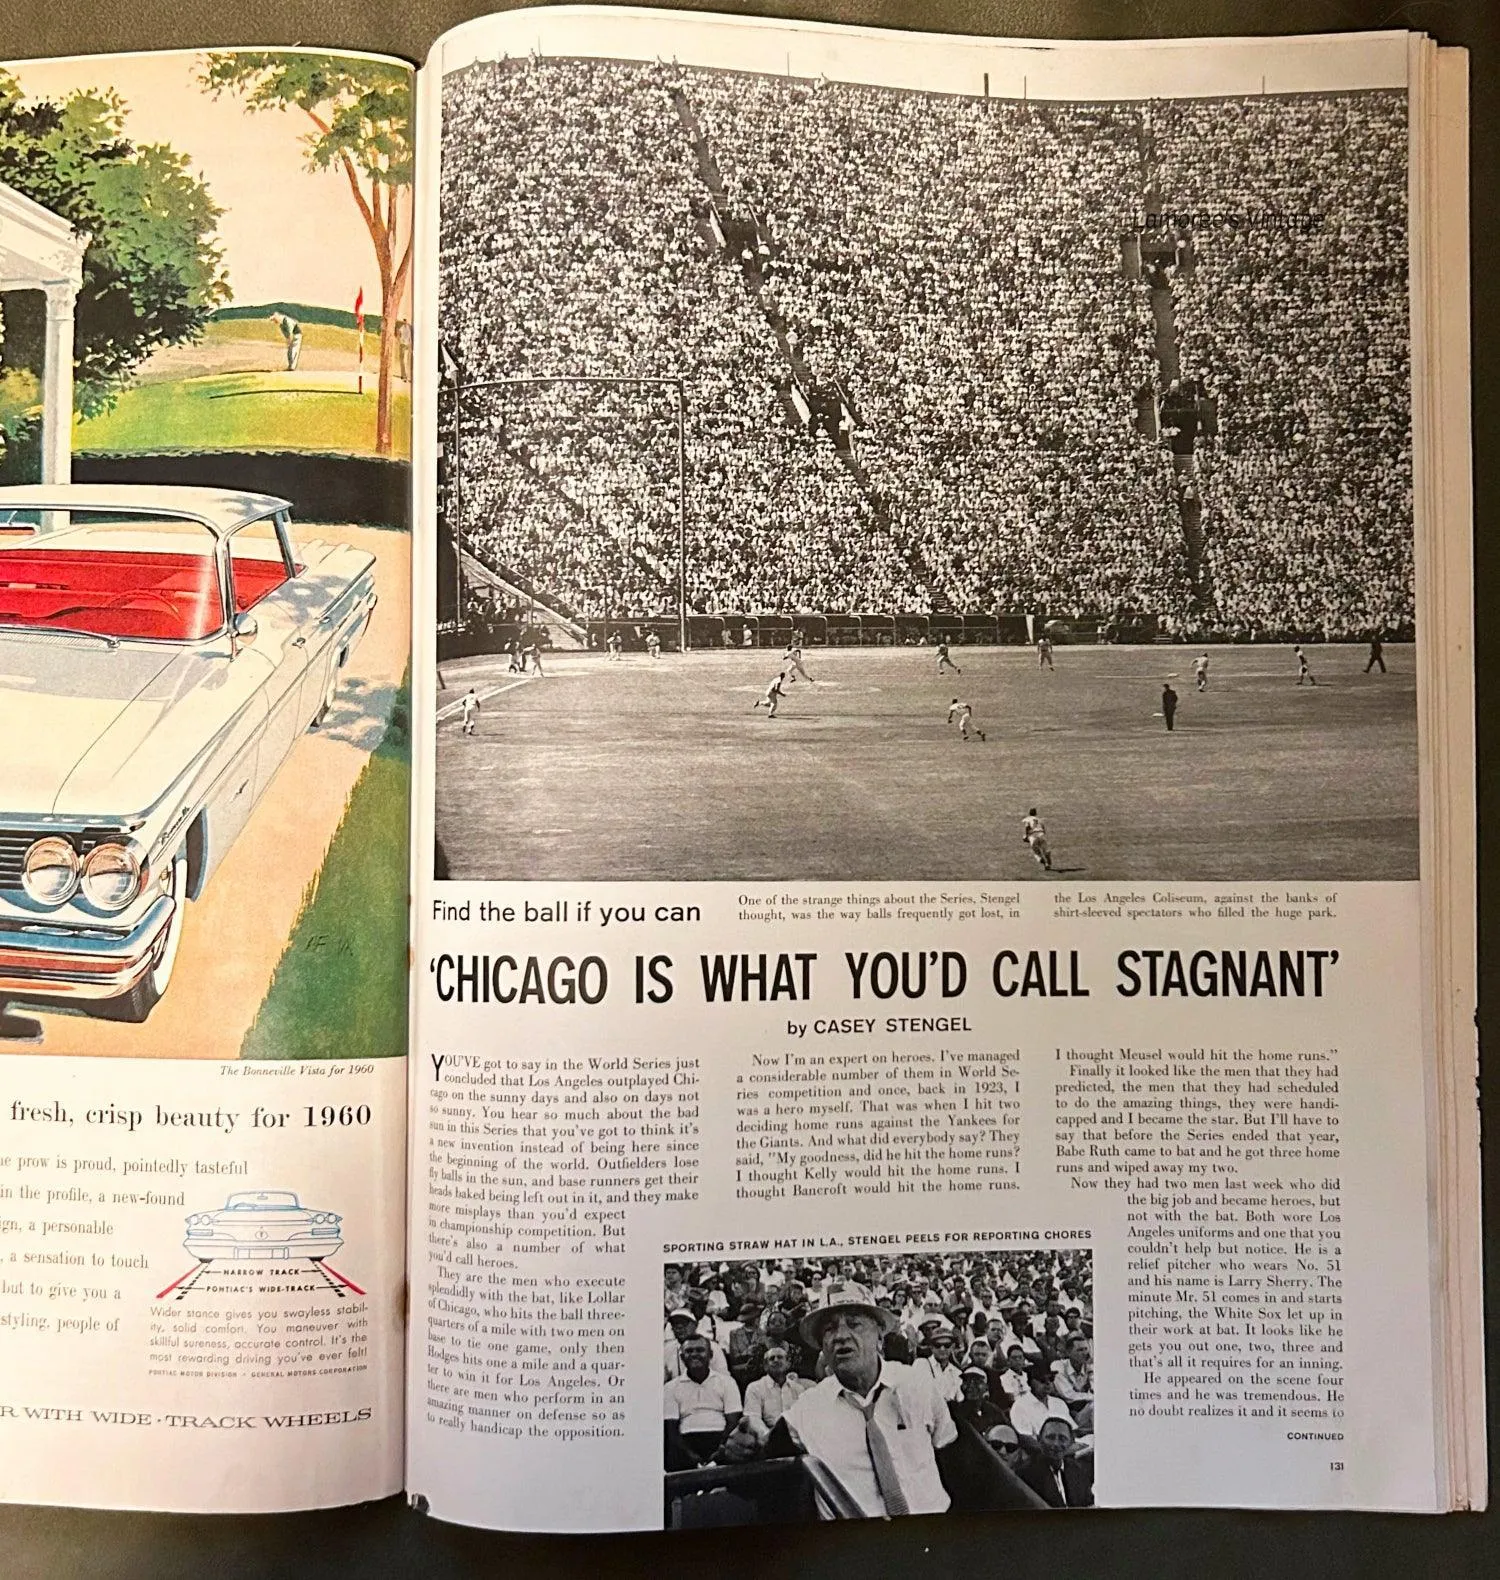 Lamoree's Vintage
The Bonneville Vista for 1960
fresh, crisp beauty for 1960
prow is proud, pointedly tasteful
in the profile, a new-found
a personable
a sensation to touch
but to give you a
styling, people of
NARROW TRACK
PONTIAC'S WIDE-TRACK
Wider stance gives you swayless stabil-
ity, solid comfort. You maneuver with
skillful sureness, accurate control. It's the
most rewarding driving you've ever felt!
PONTIAC MOTOR DIVISION • GENERAL MOTORS CORPORATION
WITH WIDE-TRACK WHEELS
Find the ball if you can
One of the strange things about the Series, Stengel
thought, was the way balls frequently got lost, in
the Los Angeles Coliseum, against the banks of
shirt-sleeved spectators who filled the huge park.
'CHICAGO IS WHAT YOU'D CALL STAGNANT'
by CASEY STENGEL
YOU'VE got to say in the World Series just
concluded that Los Angeles outplayed Chi-
cago on the sunny days and also on days not
so sunny. You hear so much about the bad
sun in this Series that you've got to think it's
a new invention instead of being here since
the beginning of the world. Outfielders lose
fly balls in the sun, and base runners get their
heads baked being left out in it, and they make
more misplays than you'd expect
in championship competition. But
there's also a number of what
you'd call heroes.
They are the men who execute
splendidly with the bat, like Lollar
of Chicago, who hits the ball three-
quarters of a mile with two men on
base to tie one game, only then
Hodges hits one a mile and a quar-
ter to win it for Los Angeles. Or
there are men who perform in an
amazing manner on defense so as
to really handicap the opposition.
Now I'm an expert on heroes. I've managed
a considerable number of them in World Se-
ries competition and once, back in 1923, I
was a hero myself. That was when I hit two
deciding home runs against the Yankees for
the Giants. And what did everybody say? They
said, "My goodness, did he hit the home runs?
I thought Kelly would hit the home runs. I
thought Bancroft would hit the home runs.
I thought Meusel would hit the home runs."
Finally it looked like the men that they had
predicted, the men that they had scheduled
to do the amazing things, they were handi-
capped and I became the star. But I'll have to
say that before the Series ended that year,
Babe Ruth came to bat and he got three home
runs and wiped away my two.
Now they had two men last week who did
the big job and became heroes, but
not with the bat. Both wore Los
Angeles uniforms and one that you
couldn't help but notice. He is a
relief pitcher who wears No. 51
and his name is Larry Sherry. The
minute Mr. 51 comes in and starts
pitching, the White Sox let up in
their work at bat. It looks like he
gets you out one, two, three and
that's all it requires for an inning.
He appeared on the scene four
times and he was tremendous. He
no doubt realizes it and it seems to
SPORTING STRAW HAT IN L.A., STENGEL PEELS FOR REPORTING CHORES
CONTINUED
131